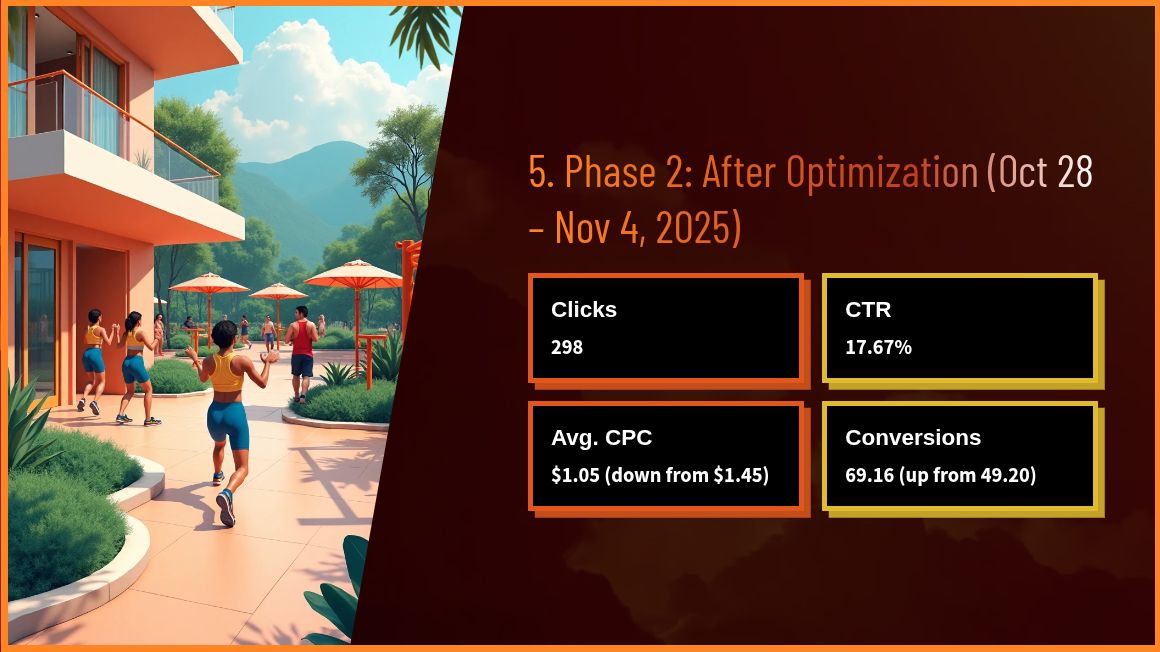 5. Phase 2: After Optimization (Oct 28
– Nov 4, 2025)
Clicks
298
CTR
17.67%
Avg. CPC
$1.05 (down from $1.45)
Conversions
69.16 (up from 49.20)